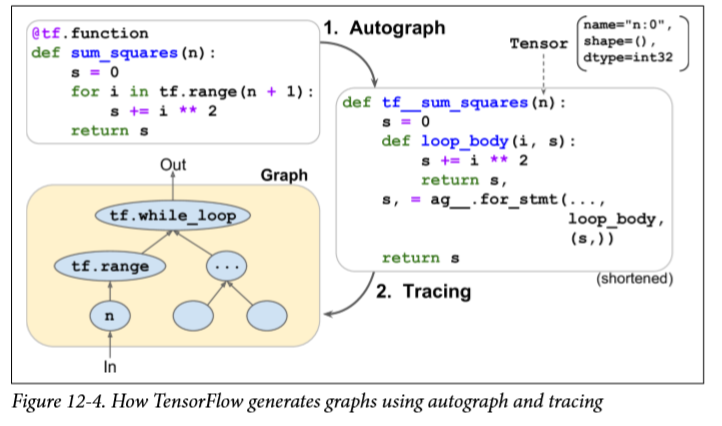 @tf.function
def sum_squares(n):
    s = 0
    for i in tf.range(n + 1):
        s += i ** 2
    return s
1. Autograph
Tensor
name="n:0",
shape=(),
dtype=int32
def tf__sum_squares(n):
    s = 0
    def loop_body(i, s):
        s += i ** 2
        return s,
    s, = ag__.for_stmt(...,
                       loop_body,
                       (s,))
    return s
(shortened)
2. Tracing
Out
Graph
tf.while_loop
tf.range
...
n
In
Figure 12-4. How TensorFlow generates graphs using autograph and tracing